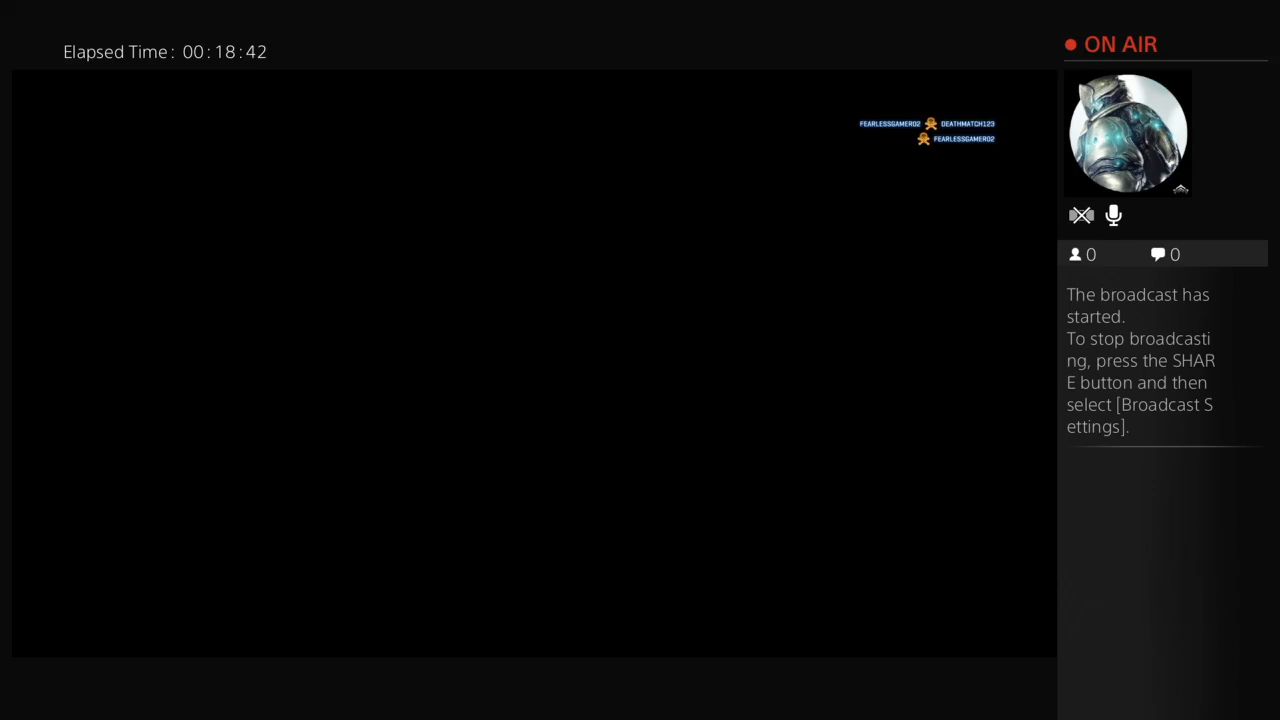 Elapsed Time: 00:18:42
ON AIR
FEARLESSGAMER02 DEATHMATCH123
FEARLESSGAMER02
0 0
The broadcast has
started.
To stop broadcasti
ng, press the SHAR
E button and then
select [Broadcast S
ettings].